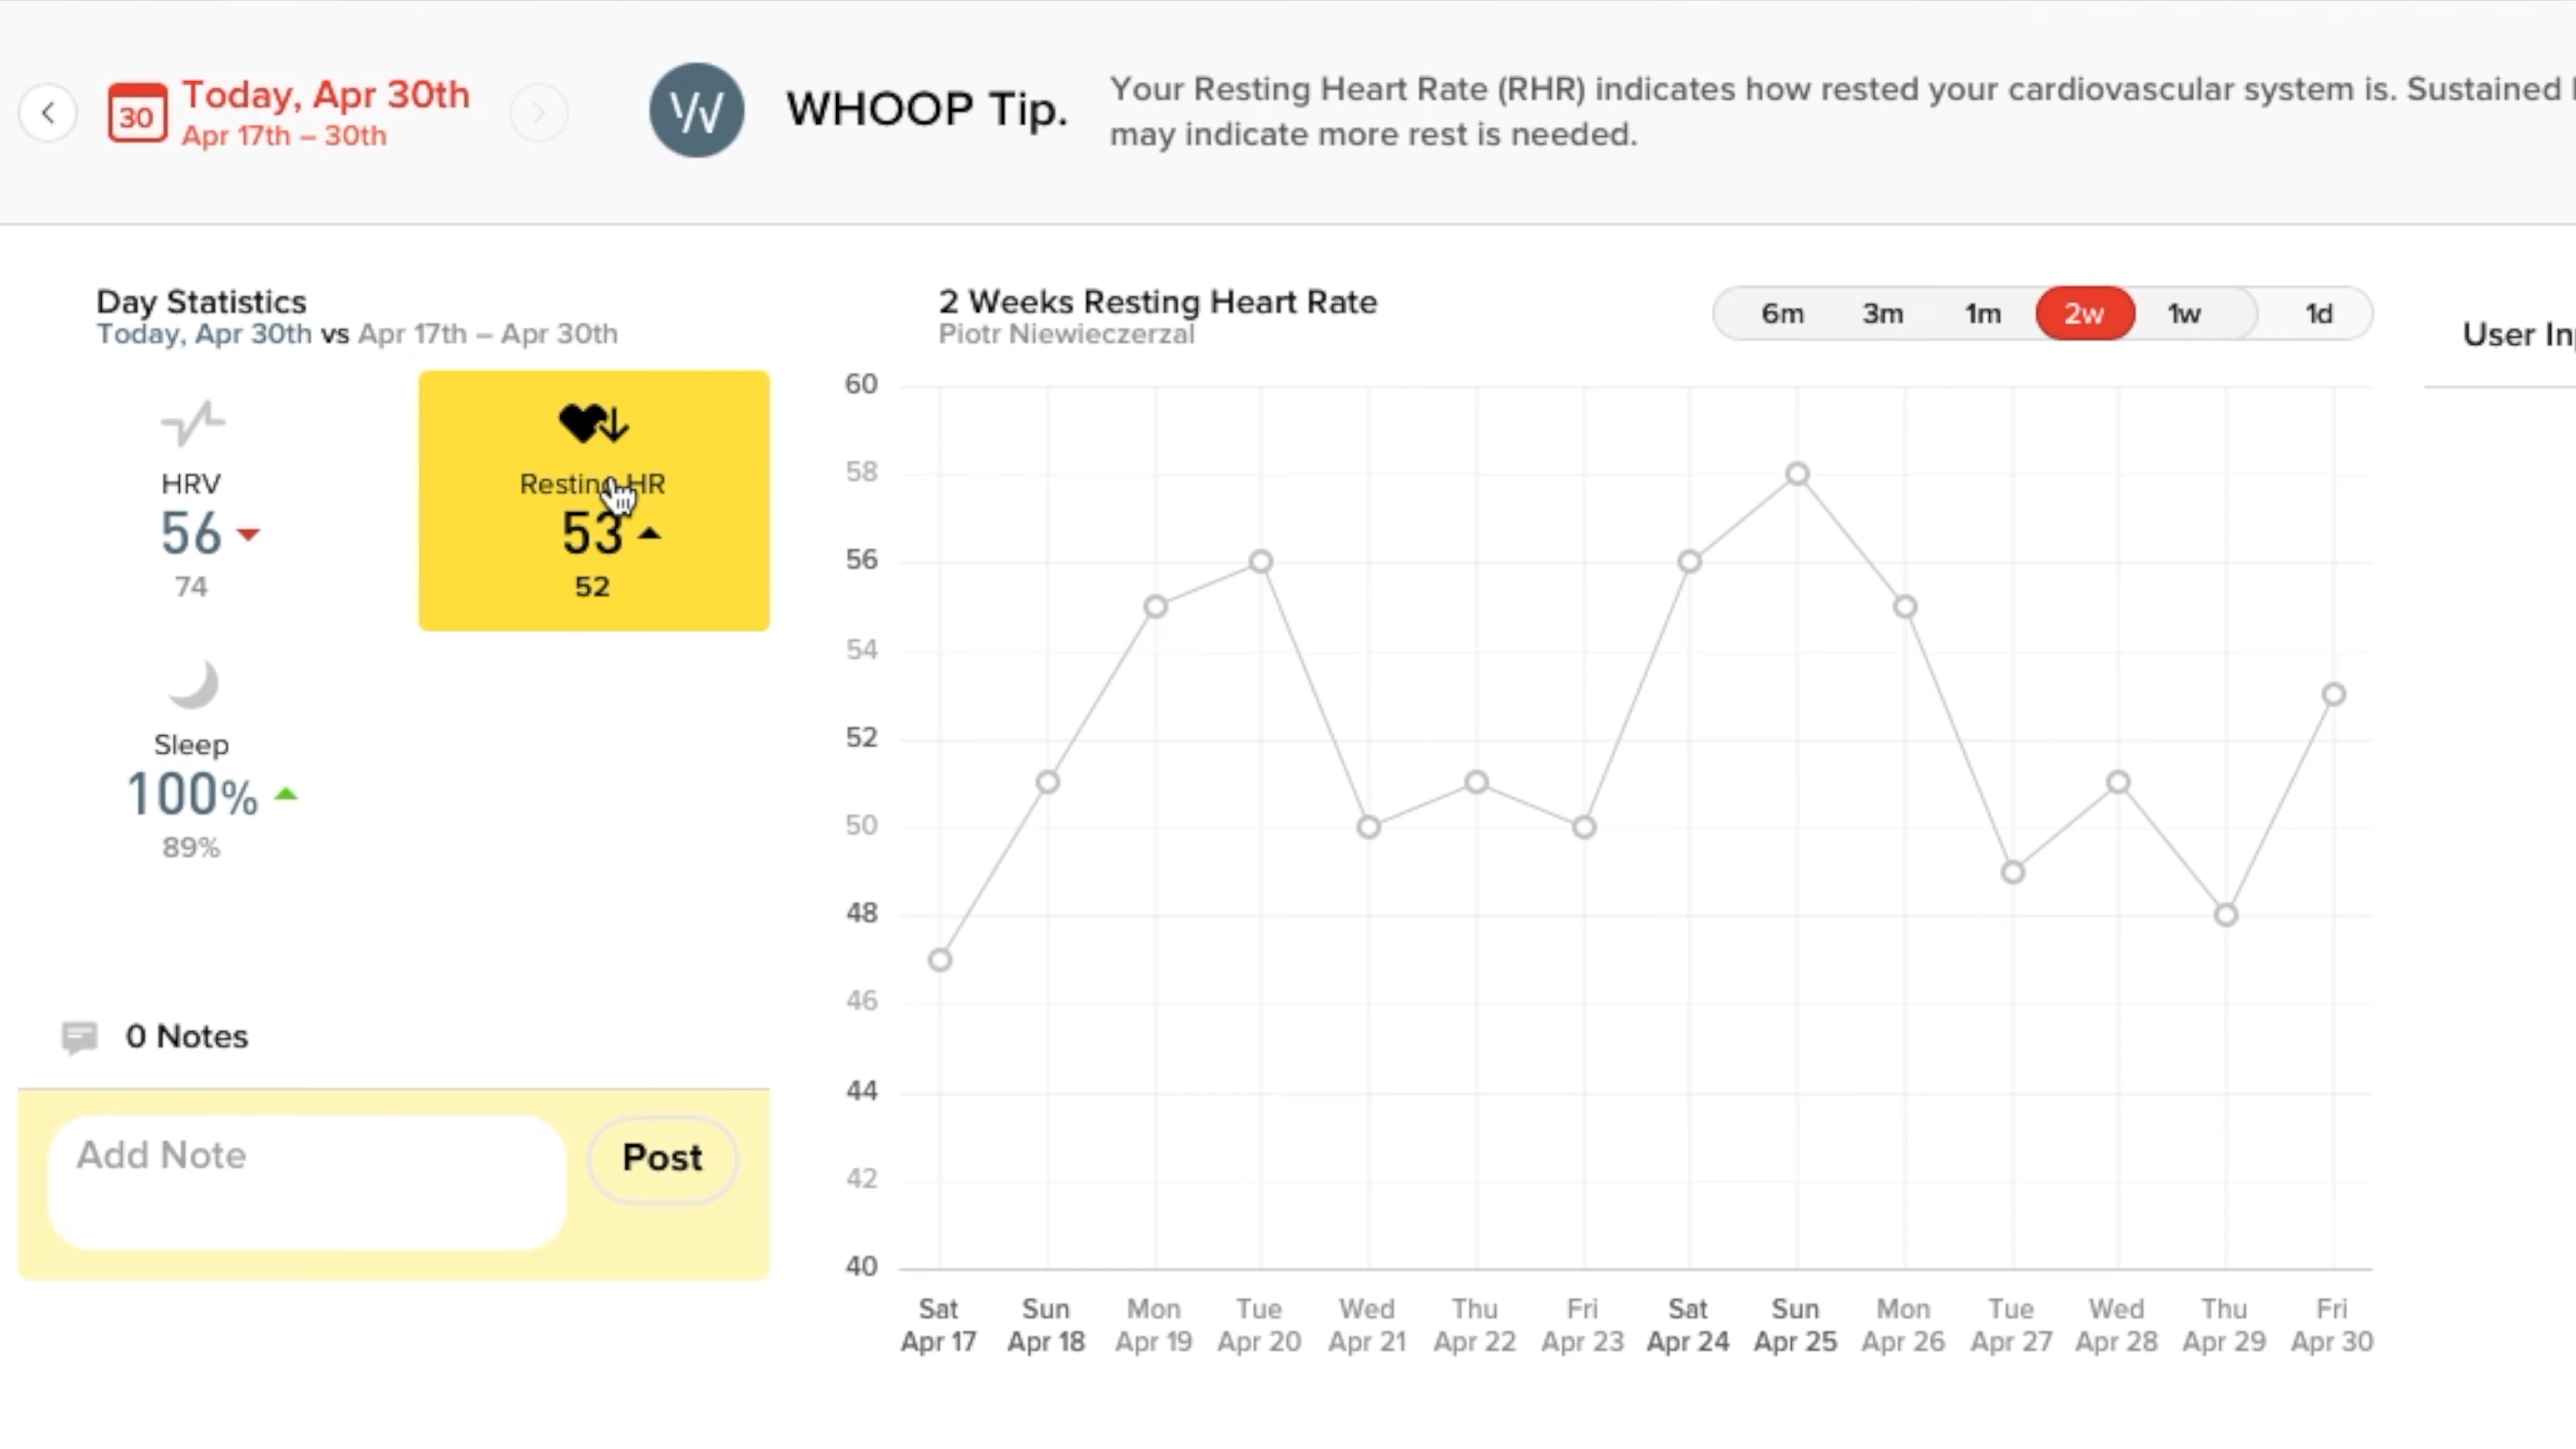 30
Today, Apr 30th
Apr 17th – 30th
WHOOP Tip.
Your Resting Heart Rate (RHR) indicates how rested your cardiovascular system is. Sustained
may indicate more rest is needed.
Day Statistics
Today, Apr 30th vs Apr 17th – Apr 30th
HRV
56
74
Resting HR
53
52
Sleep
100%
89%
0 Notes
Add Note
Post
2 Weeks Resting Heart Rate
Piotr Niewieczerzal
6m 3m 1m 2w 1w 1d
User
60
58
56
54
52
50
48
46
44
42
40
Sat Sun Mon Tue Wed Thu Fri Sat Sun Mon Tue Wed Thu Fri
Apr 17 Apr 18 Apr 19 Apr 20 Apr 21 Apr 22 Apr 23 Apr 24 Apr 25 Apr 26 Apr 27 Apr 28 Apr 29 Apr 30